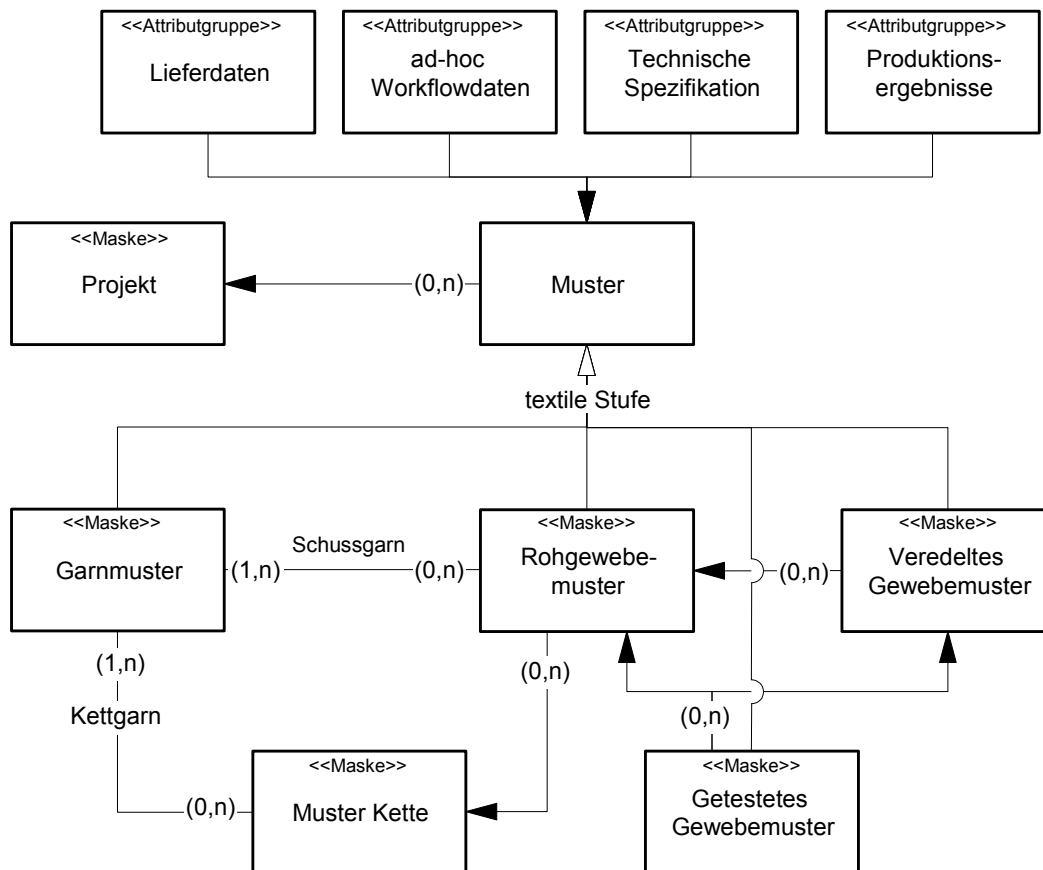 <<Attributgruppe>>
Lieferdaten
<<Attributgruppe>>
ad-hoc
Workflowdaten
<<Attributgruppe>>
Technische
Spezifikation
<<Attributgruppe>>
Produktions-
ergebnisse
<<Maske>>
Projekt
(0,n)
Muster
textile Stufe
<<Maske>>
Garnmuster
(1,n)
Schussgarn
(0,n)
<<Maske>>
Rohgewebe-
muster
(0,n)
<<Maske>>
Veredeltes
Gewebemuster
(1,n)
Kettgarn
(0,n)
(0,n)
(0,n)
<<Maske>>
Muster Kette
<<Maske>>
Getestetes
Gewebemuster